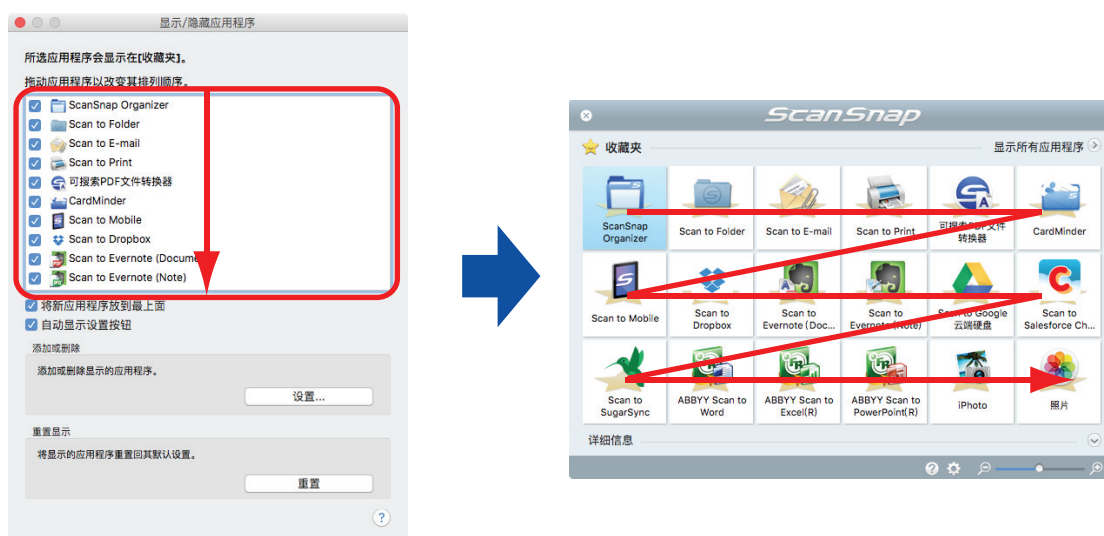 显示/隐藏应用程序
所选应用程序会显示在[收藏夹]。
拖动应用程序以改变其排列顺序。
ScanSnap Organizer
Scan to Folder
Scan to E-mail
Scan to Print
可搜索PDF文件转换器
CardMinder
Scan to Mobile
Scan to Dropbox
Scan to Evernote (Docume
Scan to Evernote (Note)
将新应用程序放到最上面
自动显示设置按钮
添加或删除
添加或删除显示的应用程序。
设置...
重置显示
将显示的应用程序重置回其默认设置。
重置
?
ScanSnap
收藏夹
显示所有应用程序
ScanSnap
Organizer
Scan to Folder
Scan to E-mail
Scan to Print
可搜索PDF文件
转换器
CardMinder
Scan to Mobile
Scan to
Dropbox
Scan to
Evernote (Doc...
Scan to
Evernote (Note)
Scan to Google
云端硬盘
Scan to
Salesforce Ch...
Scan to
SugarSync
ABBYY Scan to
Word
ABBYY Scan to
Excel(R)
ABBYY Scan to
PowerPoint(R)
iPhoto
照片
详细信息
?